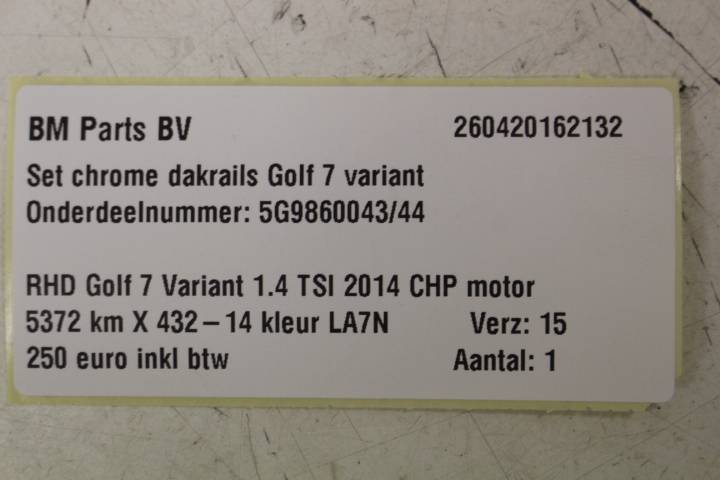 BM Parts BV 260420162132
Set chrome dakrails Golf 7 variant
Onderdeelnummer: 5G9860043/44
RHD Golf 7 Variant 1.4 TSI 2014 CHP motor
5372 km X 432 – 14 kleur LA7N Verz: 15
250 euro inkl btw Aantal: 1